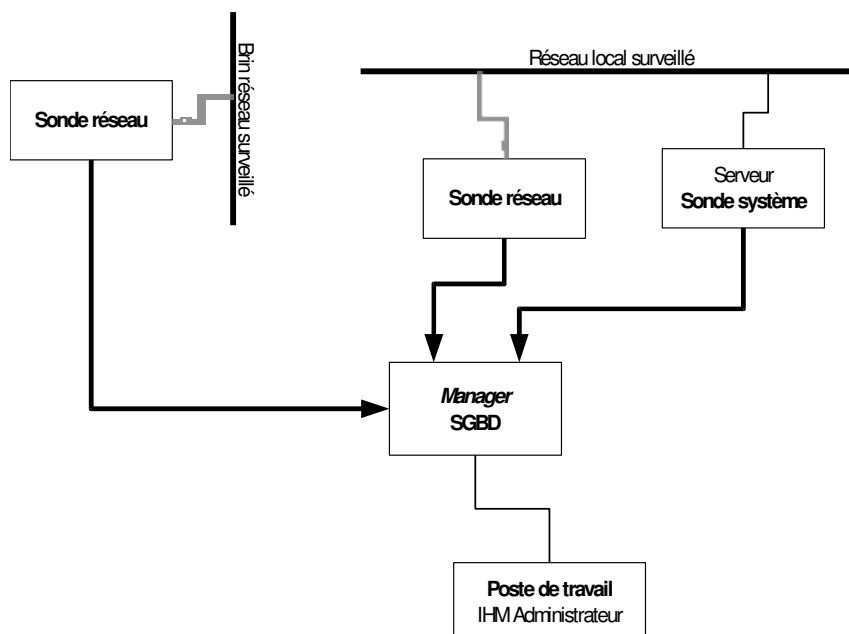 Réseau local surveillé
Brin réseau surveillé
Sonde réseau
Sonde réseau
Serveur
Sonde système
Manager
SGBD
Poste de travail
IHM Administrateur